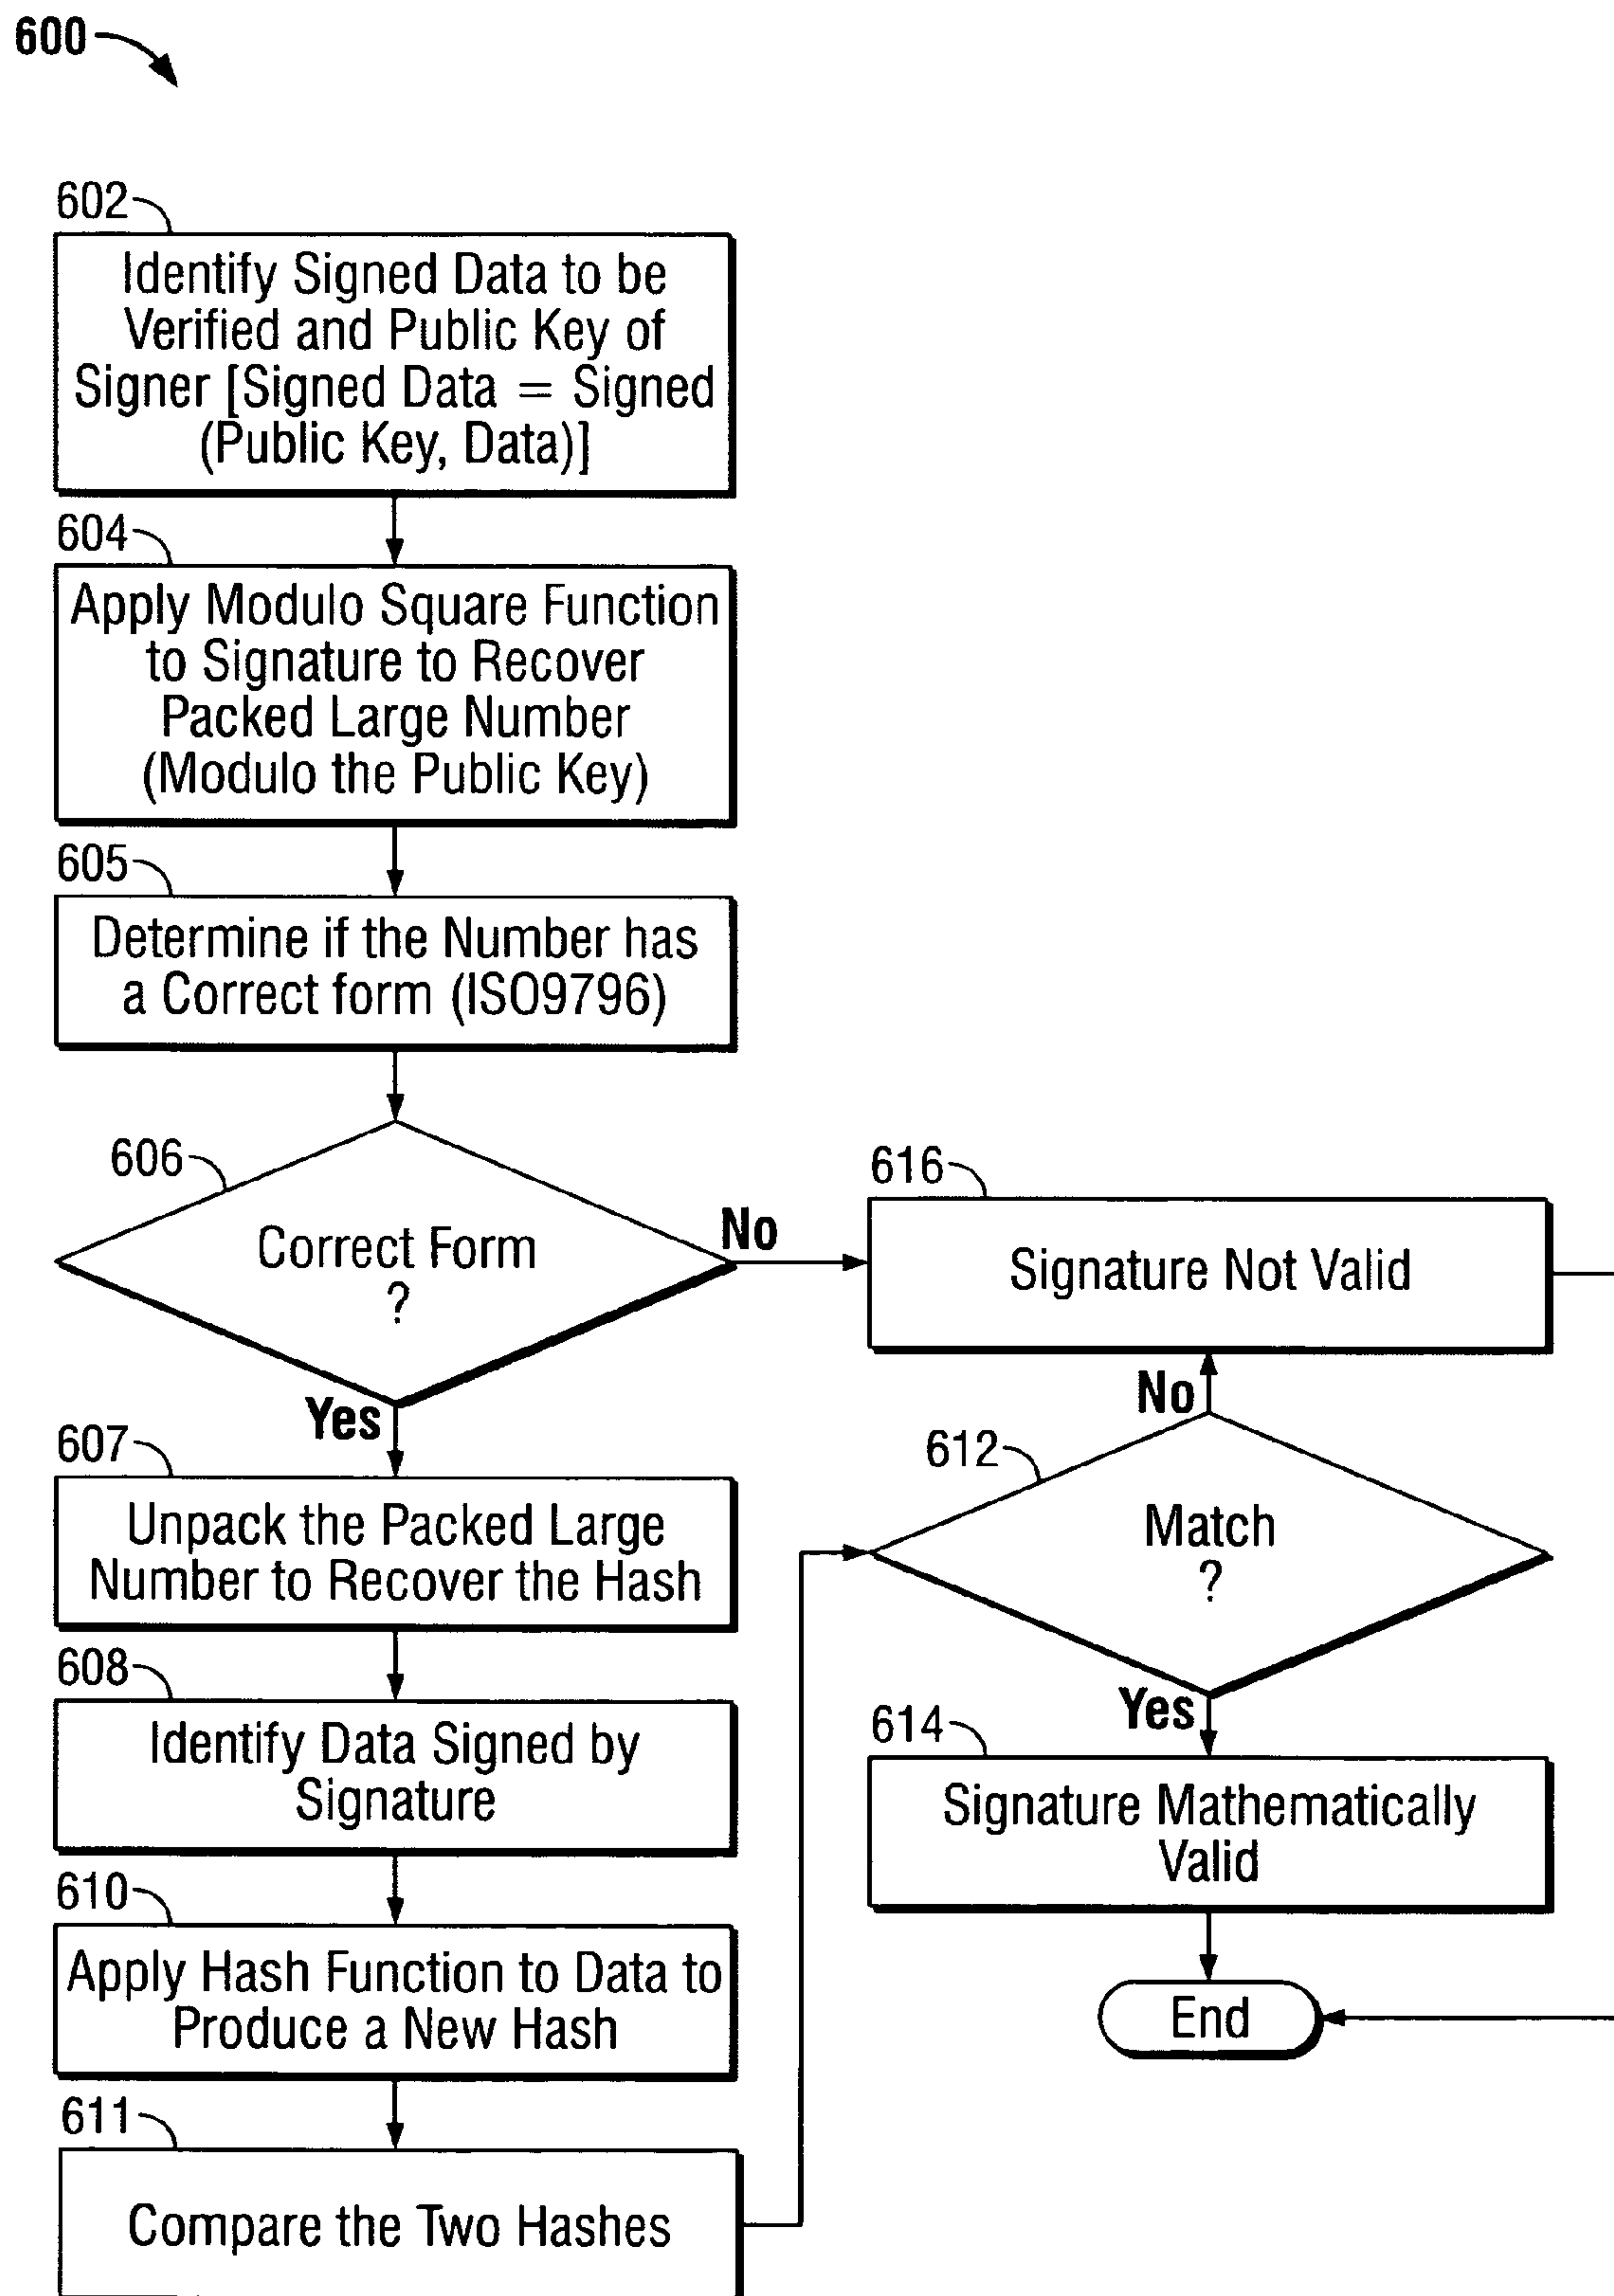 600
602
Identify Signed Data to be
Verified and Public Key of
Signer [Signed Data = Signed
(Public Key, Data)]
604
Apply Modulo Square Function
to Signature to Recover
Packed Large Number
(Modulo the Public Key)
605
Determine if the Number has
a Correct form (ISO9796)
606
Correct Form
?
No
Yes
616
Signature Not Valid
607
Unpack the Packed Large
Number to Recover the Hash
608
Identify Data Signed by
Signature
610
Apply Hash Function to Data to
Produce a New Hash
611
Compare the Two Hashes
No
612
Match
?
Yes
614
Signature Mathematically
Valid
End